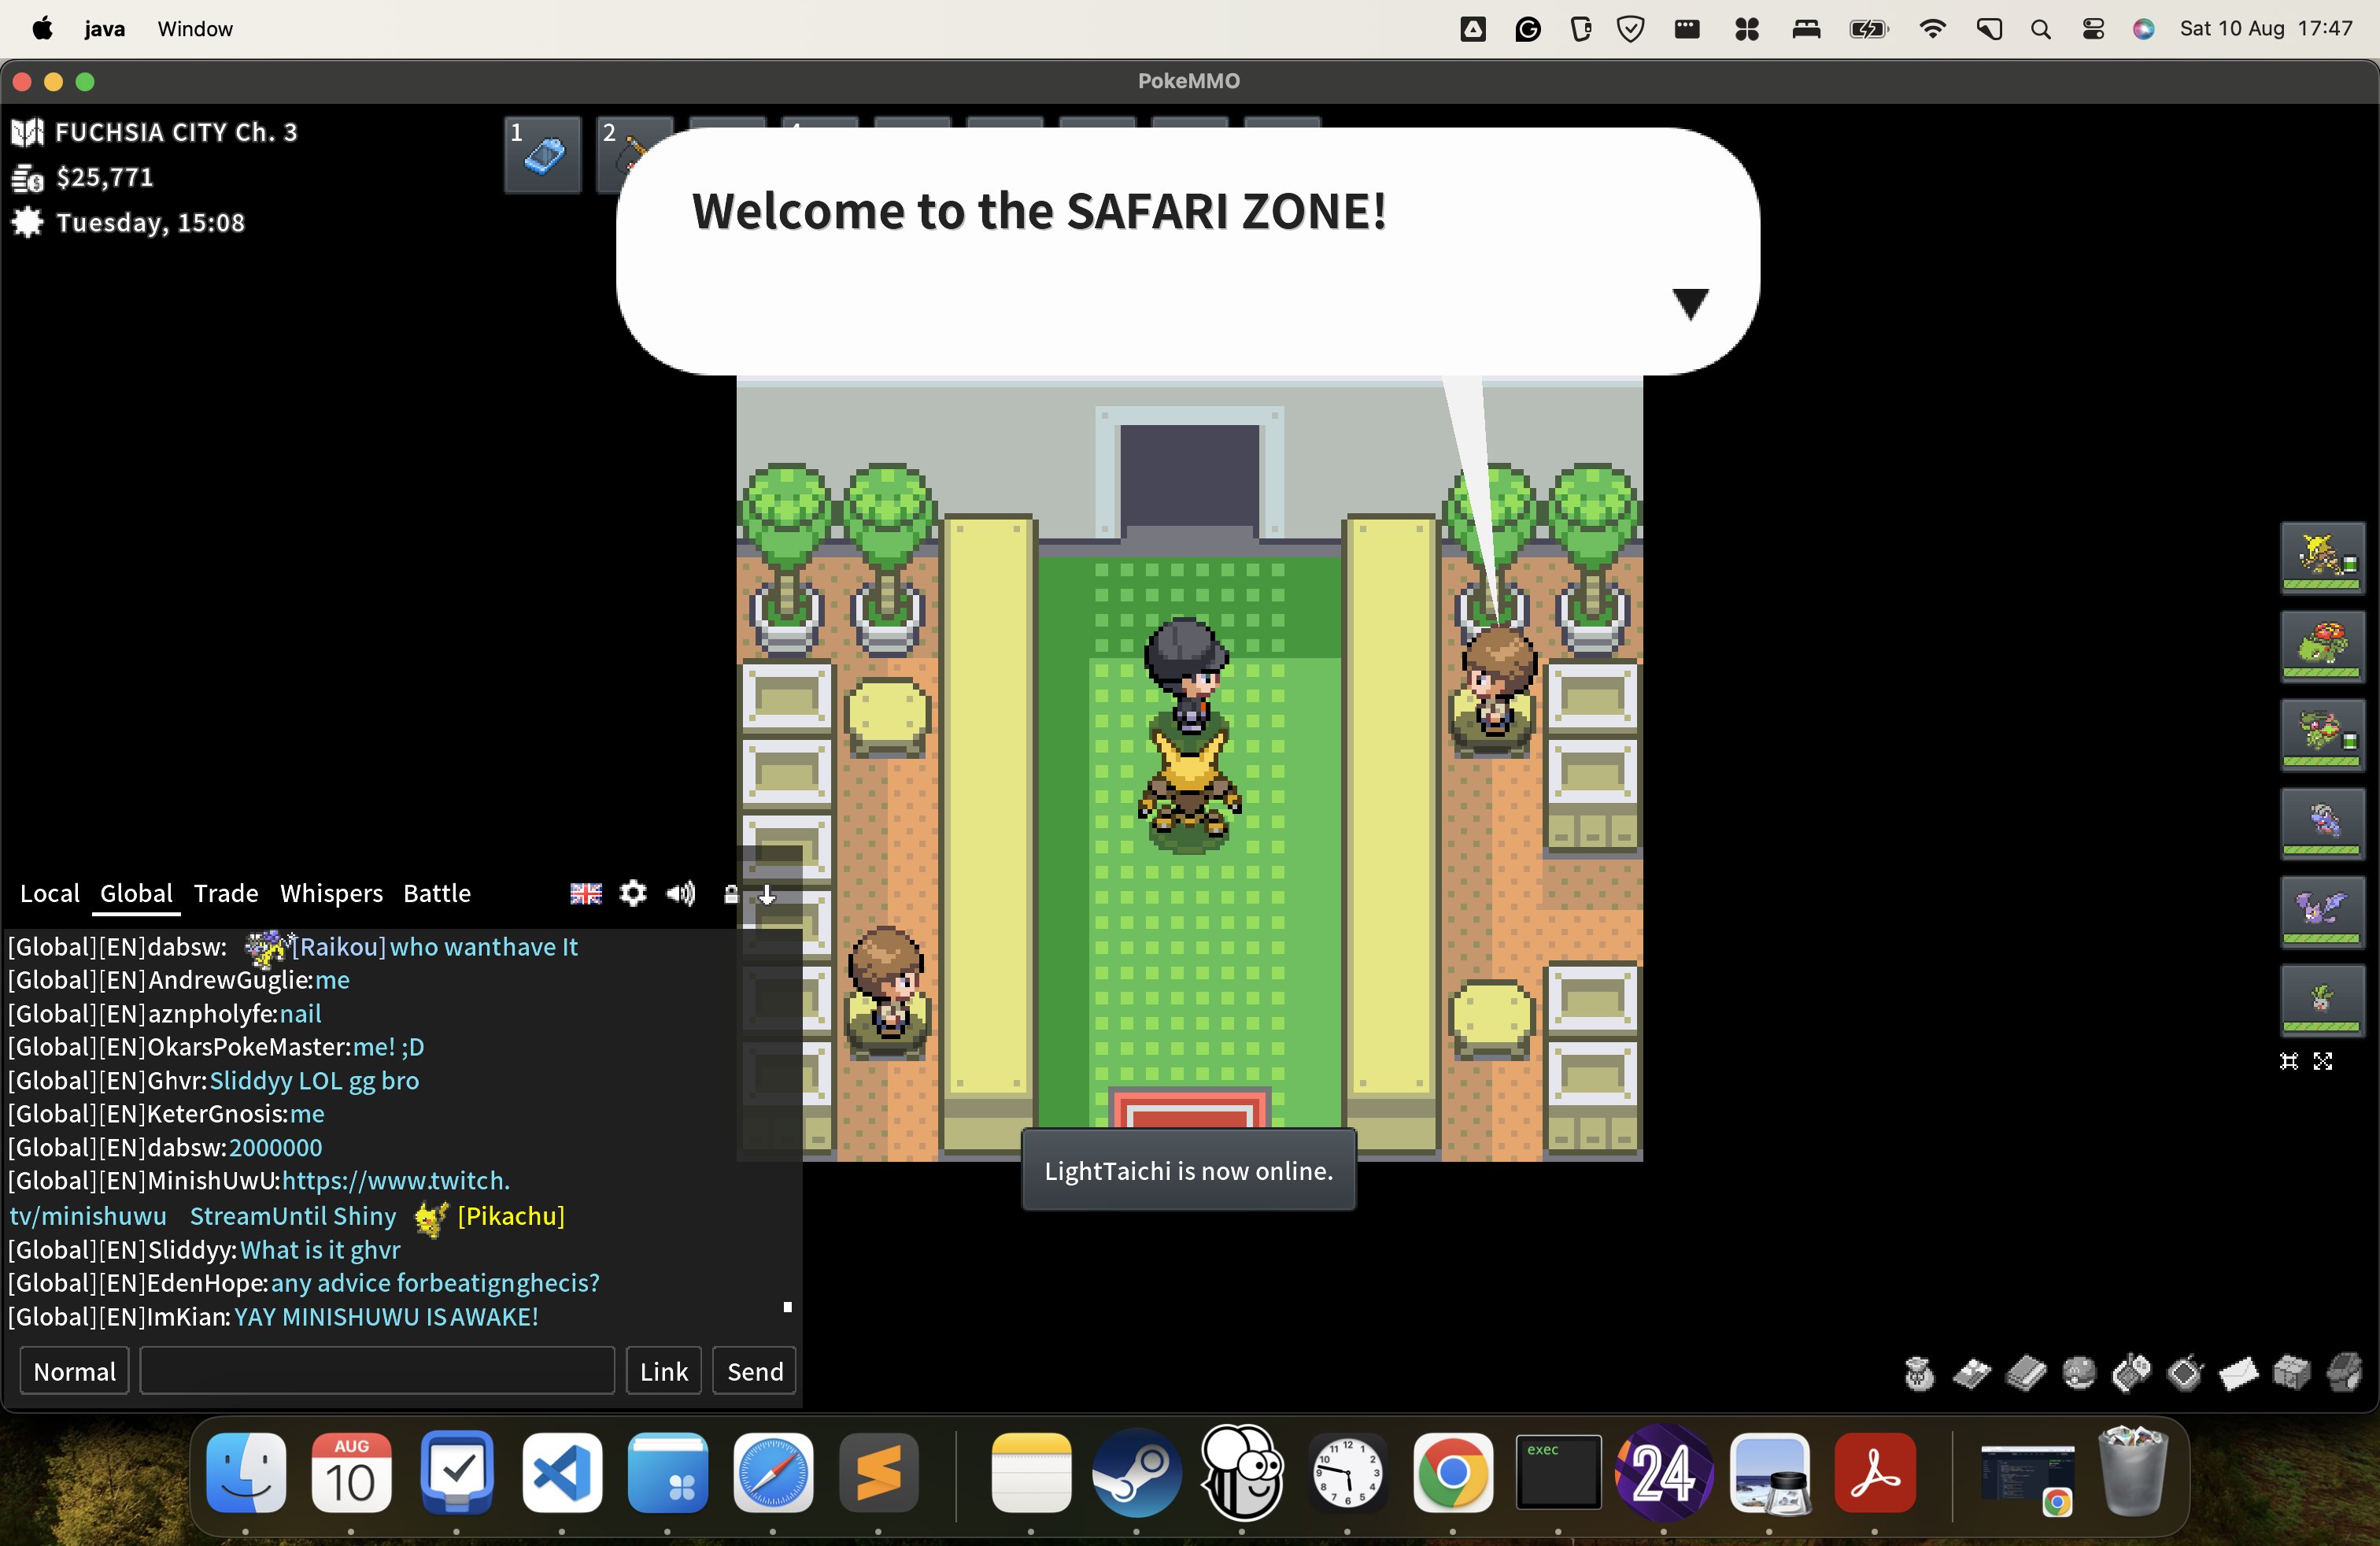 java Window Sat 10 Aug 17:47
PokeMMO
FUCHSIA CITY Ch. 3
$25,771
Tuesday, 15:08
1 2
Welcome to the SAFARI ZONE!
Local Global Trade Whispers Battle
[Global][EN]dabsw: [Raikou]who wanthave It
[Global][EN]AndrewGuglie:me
[Global][EN]aznpholyfe:nail
[Global][EN]OkarsPokeMaster:me! ;D
[Global][EN]Ghvr:Sliddyy LOL gg bro
[Global][EN]KeterGnosis:me
[Global][EN]dabsw:2000000
[Global][EN]MinishUwU:https://www.twitch.
tv/minishuwu StreamUntil Shiny [Pikachu]
[Global][EN]Sliddyy:What is it ghvr
[Global][EN]EdenHope:any advice forbeatignghecis?
[Global][EN]ImKian:YAY MINISHUWU ISAWAKE!
LightTaichi is now online.
Normal Link Send
AUG
10
exec
24